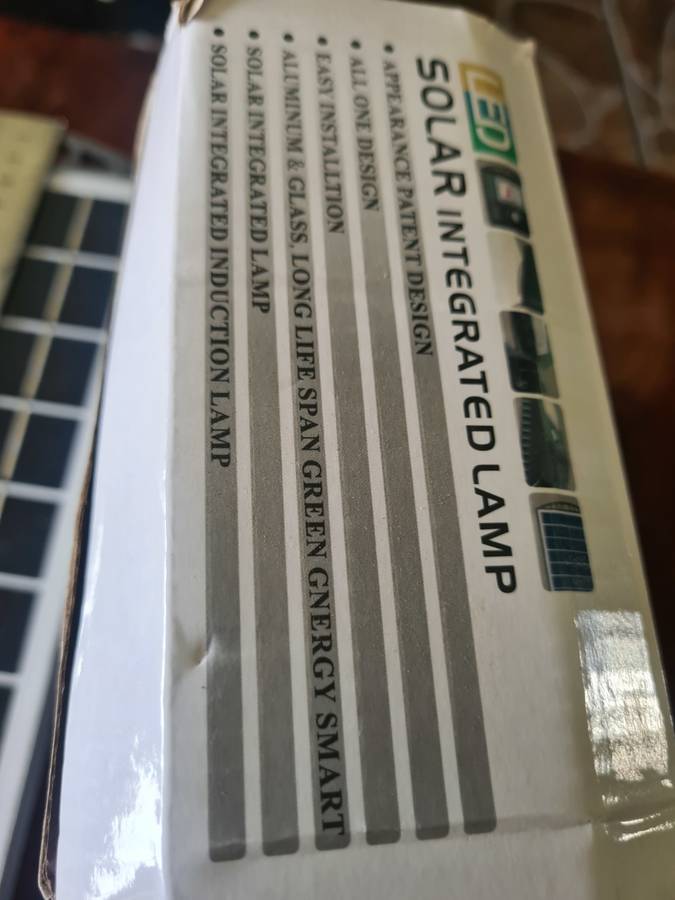 LED
SOLAR INTEGRATED LAMP
• APPEARANCE PATENT DESIGN
• ALL ONE DESIGN
• EASY INSTALLTION
• ALUMINUM & GLASS, LONG LIFE SPAN GREEN GNERGY SMART
• SOLAR INTEGRATED LAMP
• SOLAR INTEGRATED INDUCTION LAMP